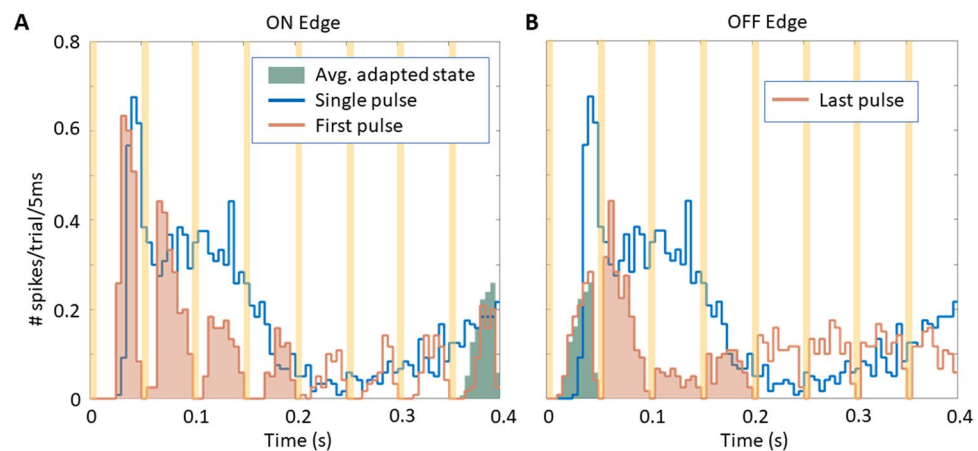 A
ON Edge
0.8
0.6
0.4
0.2
0
# spikes/trial/5ms
Avg. adapted state
Single pulse
First pulse
0
0.1
0.2
0.3
0.4
Time (s)
B
OFF Edge
Last pulse
0
0.1
0.2
0.3
0.4
Time (s)